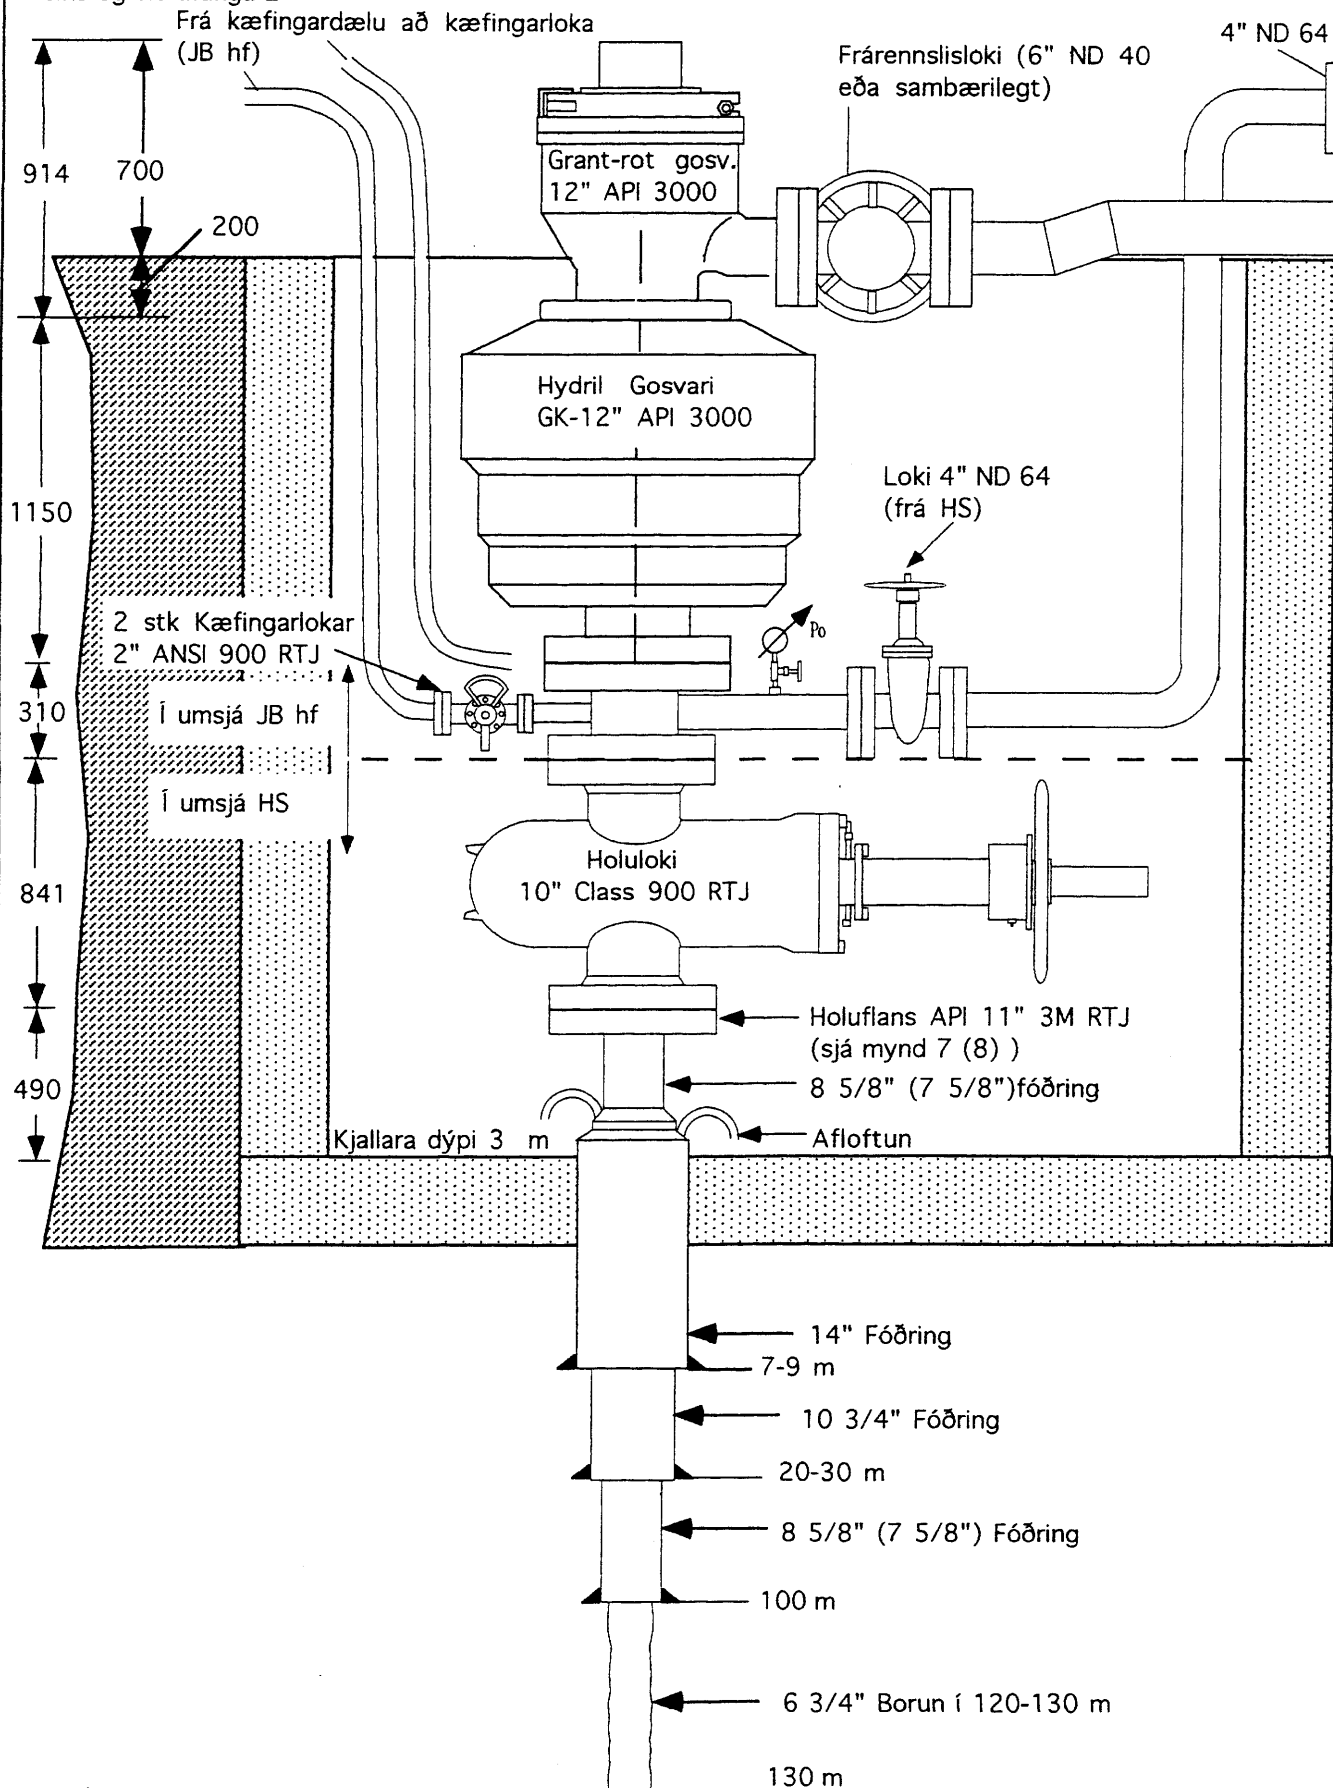 Frá kæfingardælu að kæfingarloka
(JB hf)
4" ND 64
Frárennslisloki (6" ND 40
eða sambærilegt)
914
700
200
Grant-rot gosv.
12" API 3000
Hydril Gosvari
GK-12" API 3000
1150
Loki 4" ND 64
(frá HS)
2 stk Kæfingarlokar
2" ANSI 900 RTJ
Po
310
Í umsjá JB hf
Í umsjá HS
841
Holuloki
10" Class 900 RTJ
Holuflans API 11" 3M RTJ
(sjá mynd 7 (8) )
490
8 5/8" (7 5/8")fóðring
Kjallara dýpi 3 m
Afloftun
14" Fóðring
7-9 m
10 3/4" Fóðring
20-30 m
8 5/8" (7 5/8") Fóðring
100 m
6 3/4" Borun í 120-130 m
130 m